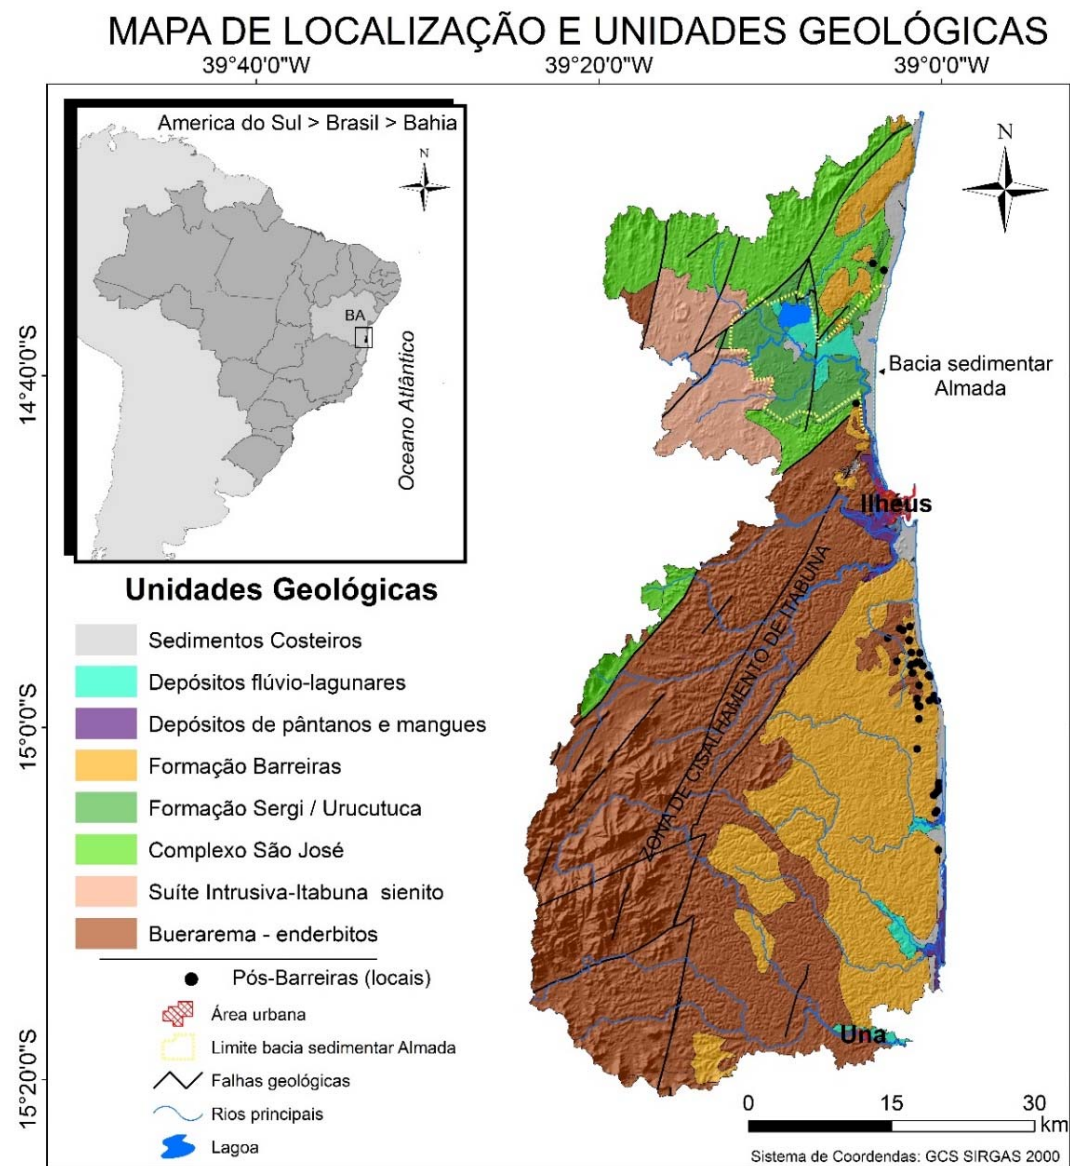 MAPA DE LOCALIZAÇÃO E UNIDADES GEOLÓGICAS
39°40'0"W
39°20'0"W
39°0'0"W
America do Sul > Brasil > Bahia
N
BA
Oceano Atlântico
N
14°40'0"S
15°0'0"S
15°20'0"S
Bacia sedimentar
Almada
Ilhéus
ZONA DE CISALHAMENTO DE ITABUNA
Una
Unidades Geológicas
Sedimentos Costeiros
Depósitos flúvio-lagunares
Depósitos de pântanos e mangues
Formação Barreiras
Formação Sergi / Urucutuca
Complexo São José
Suíte Intrusiva-Itabuna sienito
Buerarema - enderbitos
Pós-Barreiras (locais)
Área urbana
Limite bacia sedimentar Almada
Falhas geológicas
Rios principais
Lagoa
0 15 30
km
Sistema de Coordendas: GCS SIRGAS 2000